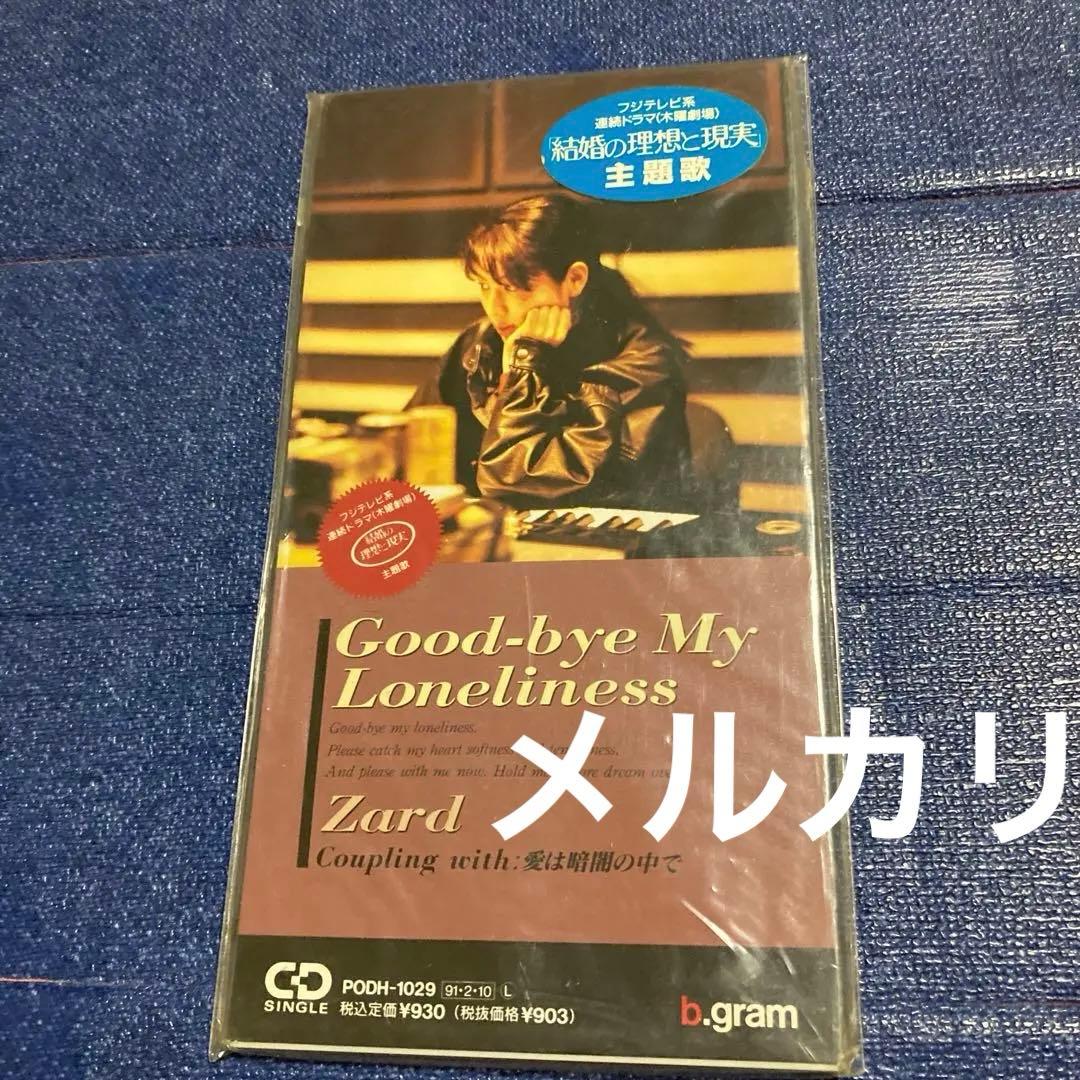 フジテレビ系
連続ドラマ(木曜劇場)
「結婚の理想と現実」
主題歌
フジテレビ系
連続ドラマ(木曜劇場)
結婚の
理想と現実
主題歌
Good-bye My
Loneliness
Good-bye my loneliness.
Please catch my heart softness
And please with me now. Hold
メルカリ
Zard
Coupling with:愛は暗闇の中で
CD
SINGLE
PODH-1029 91・2・10 L
税込定価¥930(税抜価格¥903)
b.gram